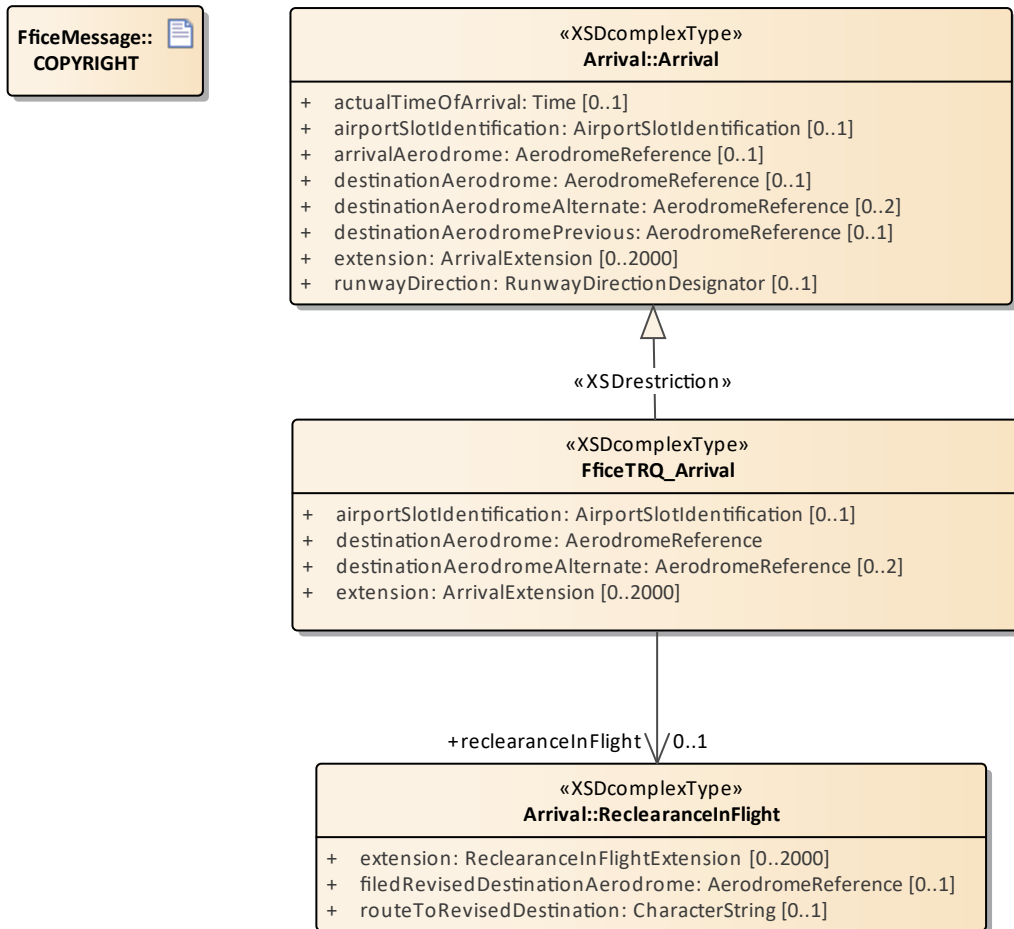 FficeMessage::
COPYRIGHT
«XSDcomplexType»
Arrival::Arrival
+ actualTimeOfArrival: Time [0..1]
+ airportSlotIdentification: AirportSlotIdentification [0..1]
+ arrivalAerodrome: AerodromeReference [0..1]
+ destinationAerodrome: AerodromeReference [0..1]
+ destinationAerodromeAlternate: AerodromeReference [0..2]
+ destinationAerodromePrevious: AerodromeReference [0..1]
+ extension: ArrivalExtension [0..2000]
+ runwayDirection: RunwayDirectionDesignator [0..1]
«XSDrestriction»
«XSDcomplexType»
FficeTRQ_Arrival
+ airportSlotIdentification: AirportSlotIdentification [0..1]
+ destinationAerodrome: AerodromeReference
+ destinationAerodromeAlternate: AerodromeReference [0..2]
+ extension: ArrivalExtension [0..2000]
+reclearanceInFlight 0..1
«XSDcomplexType»
Arrival::ReclearanceInFlight
+ extension: ReclearanceInFlightExtension [0..2000]
+ filedRevisedDestinationAerodrome: AerodromeReference [0..1]
+ routeToRevisedDestination: CharacterString [0..1]